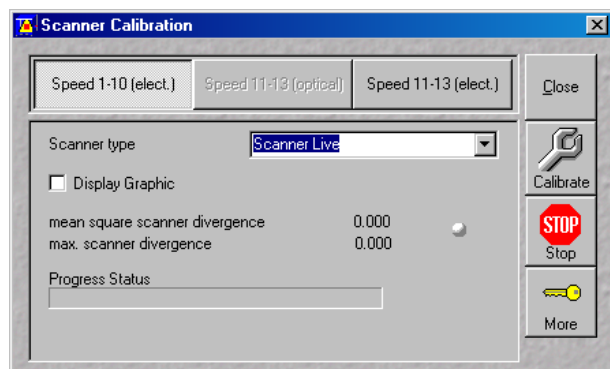 Scanner Calibration
Speed 1-10 (elect.)
Speed 11-13 (optical)
Speed 11-13 (elect.)
Close
Scanner type
Scanner Live
Display Graphic
Calibrate
mean square scanner divergence 0.000
max. scanner divergence 0.000
STOP
Stop
Progress Status
More